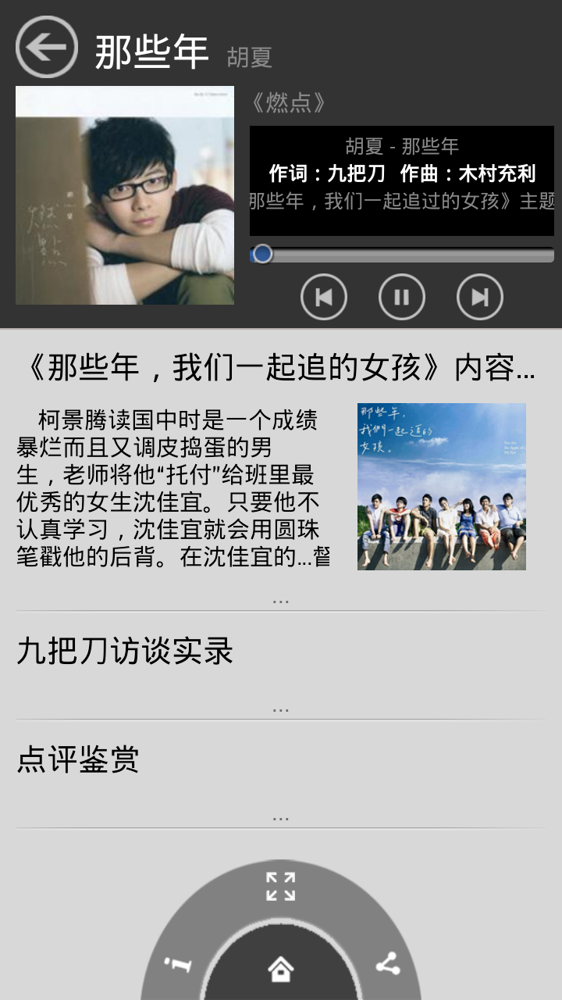 那些年 胡夏
《燃点》
胡夏 - 那些年
作词：九把刀 作曲：木村充利
那些年，我们一起追过的女孩》主题
《那些年，我们一起追的女孩》内容...
柯景腾读国中时是一个成绩
暴烂而且又调皮捣蛋的男
生，老师将他“托付”给班里最
优秀的女生沈佳宜。只要他不
认真学习，沈佳宜就会用圆珠
笔戳他的后背。在沈佳宜的...督
那些年，
我們一起追的
女孩。
...
九把刀访谈实录
...
点评鉴赏
...